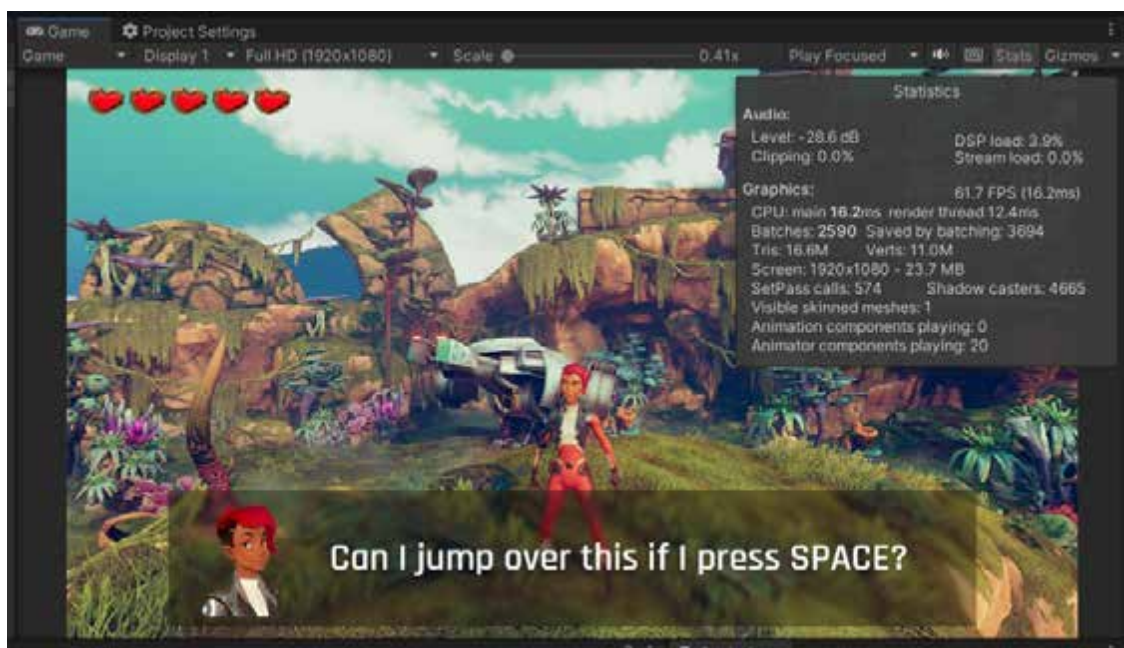 Game Project Settings
Game Display 1 Full HD (1920x1080) Scale 0.41x Play Focused Stats Gizmos
Statistics
Audio:
Level: -28.6 dB DSP load: 3.9%
Clipping: 0.0% Stream load: 0.0%
Graphics: 61.7 FPS (16.2ms)
CPU: main 16.2ms render thread 12.4ms
Batches: 2590 Saved by batching: 3694
Tris: 16.6M Verts: 11.0M
Screen: 1920x1080 - 23.7 MB
SetPass calls: 574 Shadow casters: 4665
Visible skinned meshes: 1
Animation components playing: 0
Animator components playing: 20
Can I jump over this if I press SPACE?